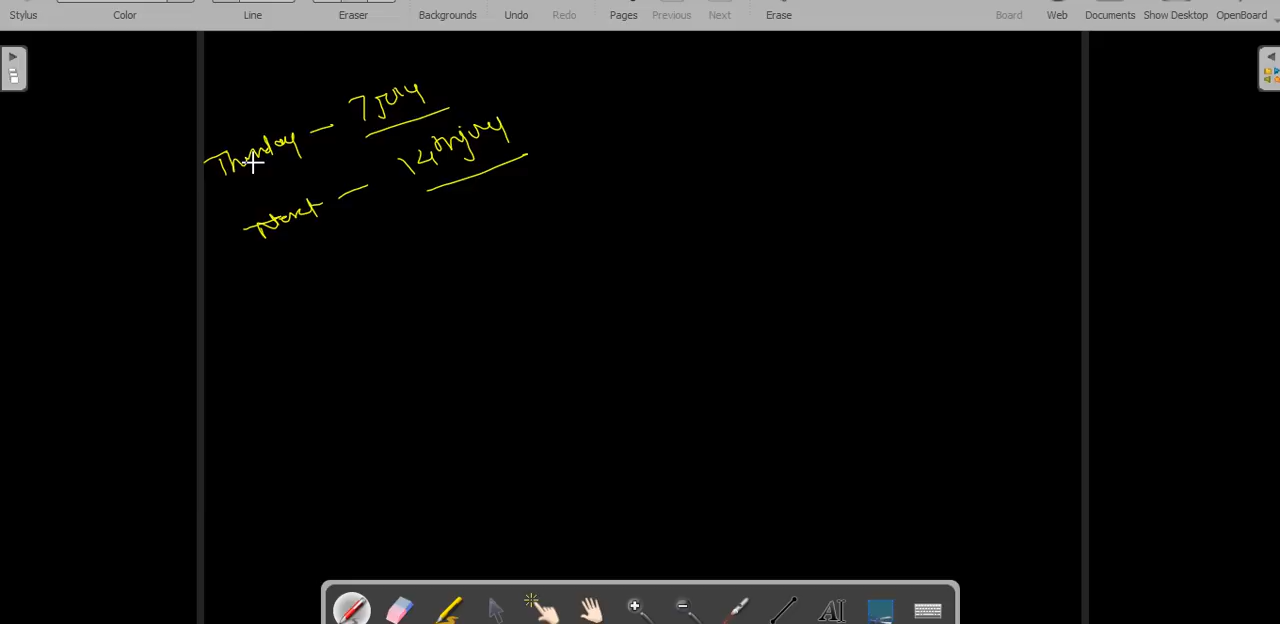 Stylus Color Line Eraser Backgrounds Undo Redo Pages Previous Next Erase Board Web Documents Show Desktop OpenBoard
Thursday - 7 July
- 14th july
AI